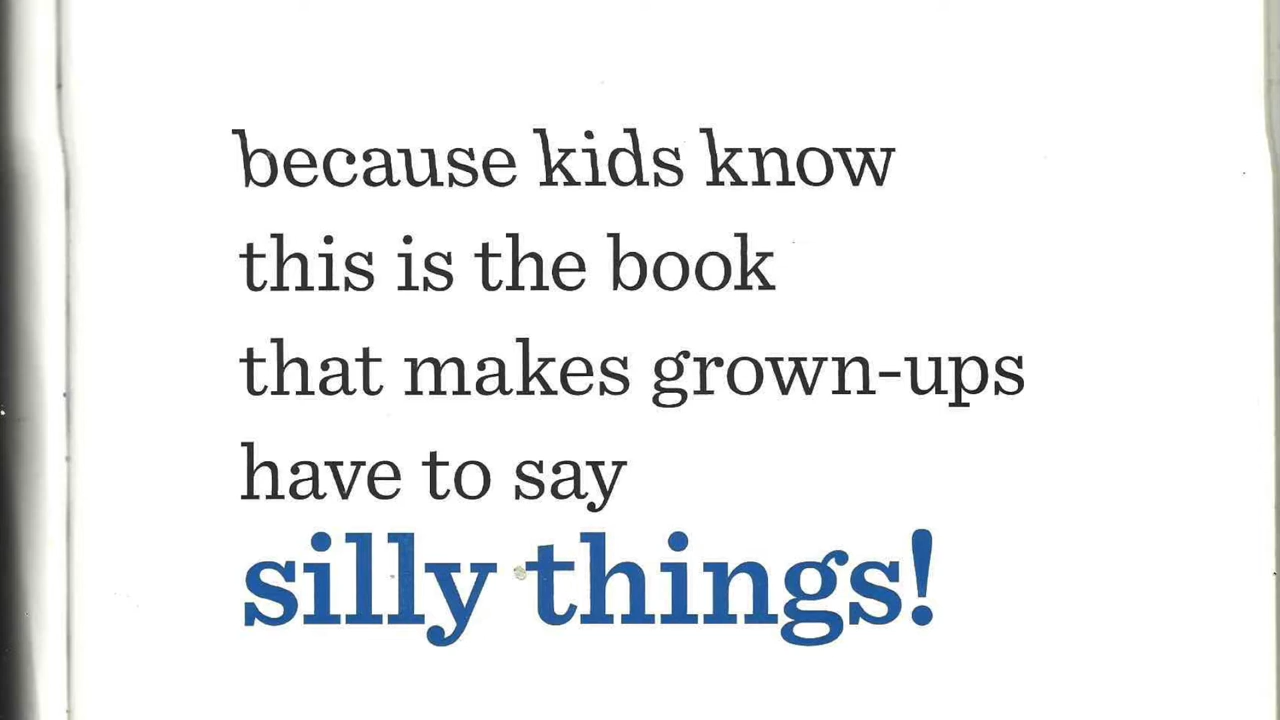 because kids know
this is the book
that makes grown-ups
have to say
silly things!